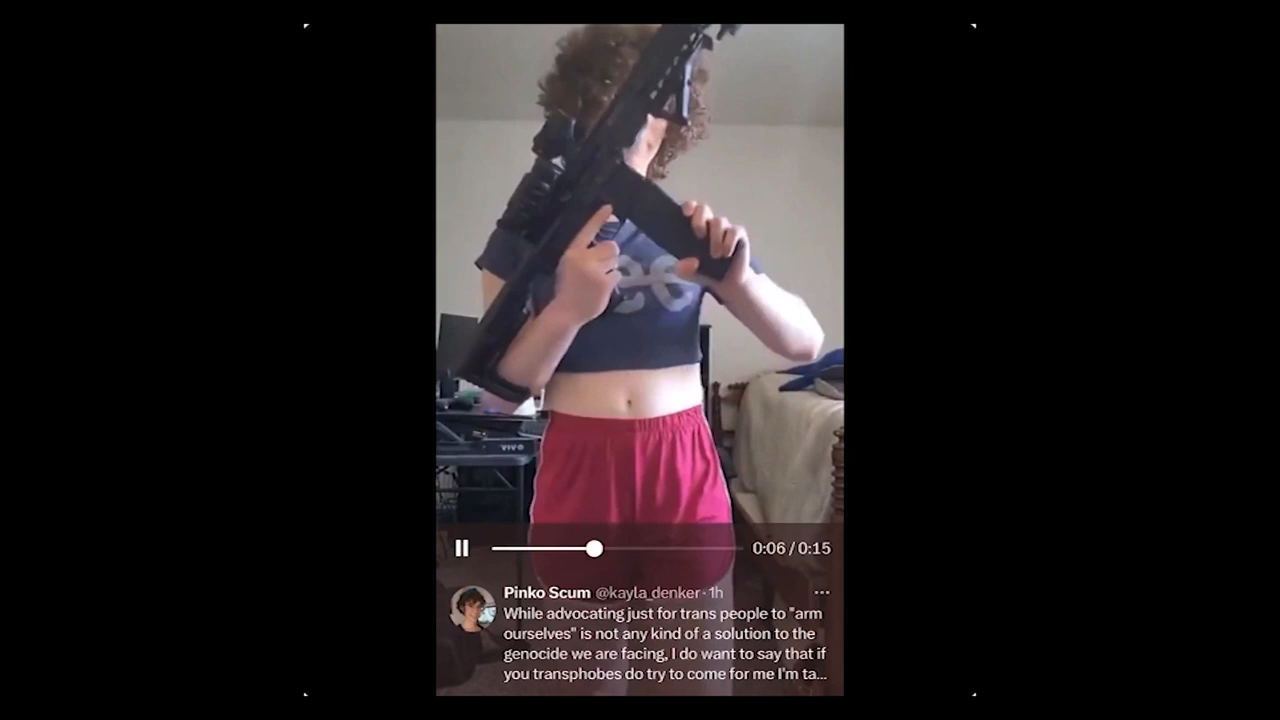 VIVO
0:06 / 0:15
Pinko Scum @kayla_denker · 1h
While advocating just for trans people to "arm
ourselves" is not any kind of a solution to the
genocide we are facing, I do want to say that if
you transphobes do try to come for me I'm ta...